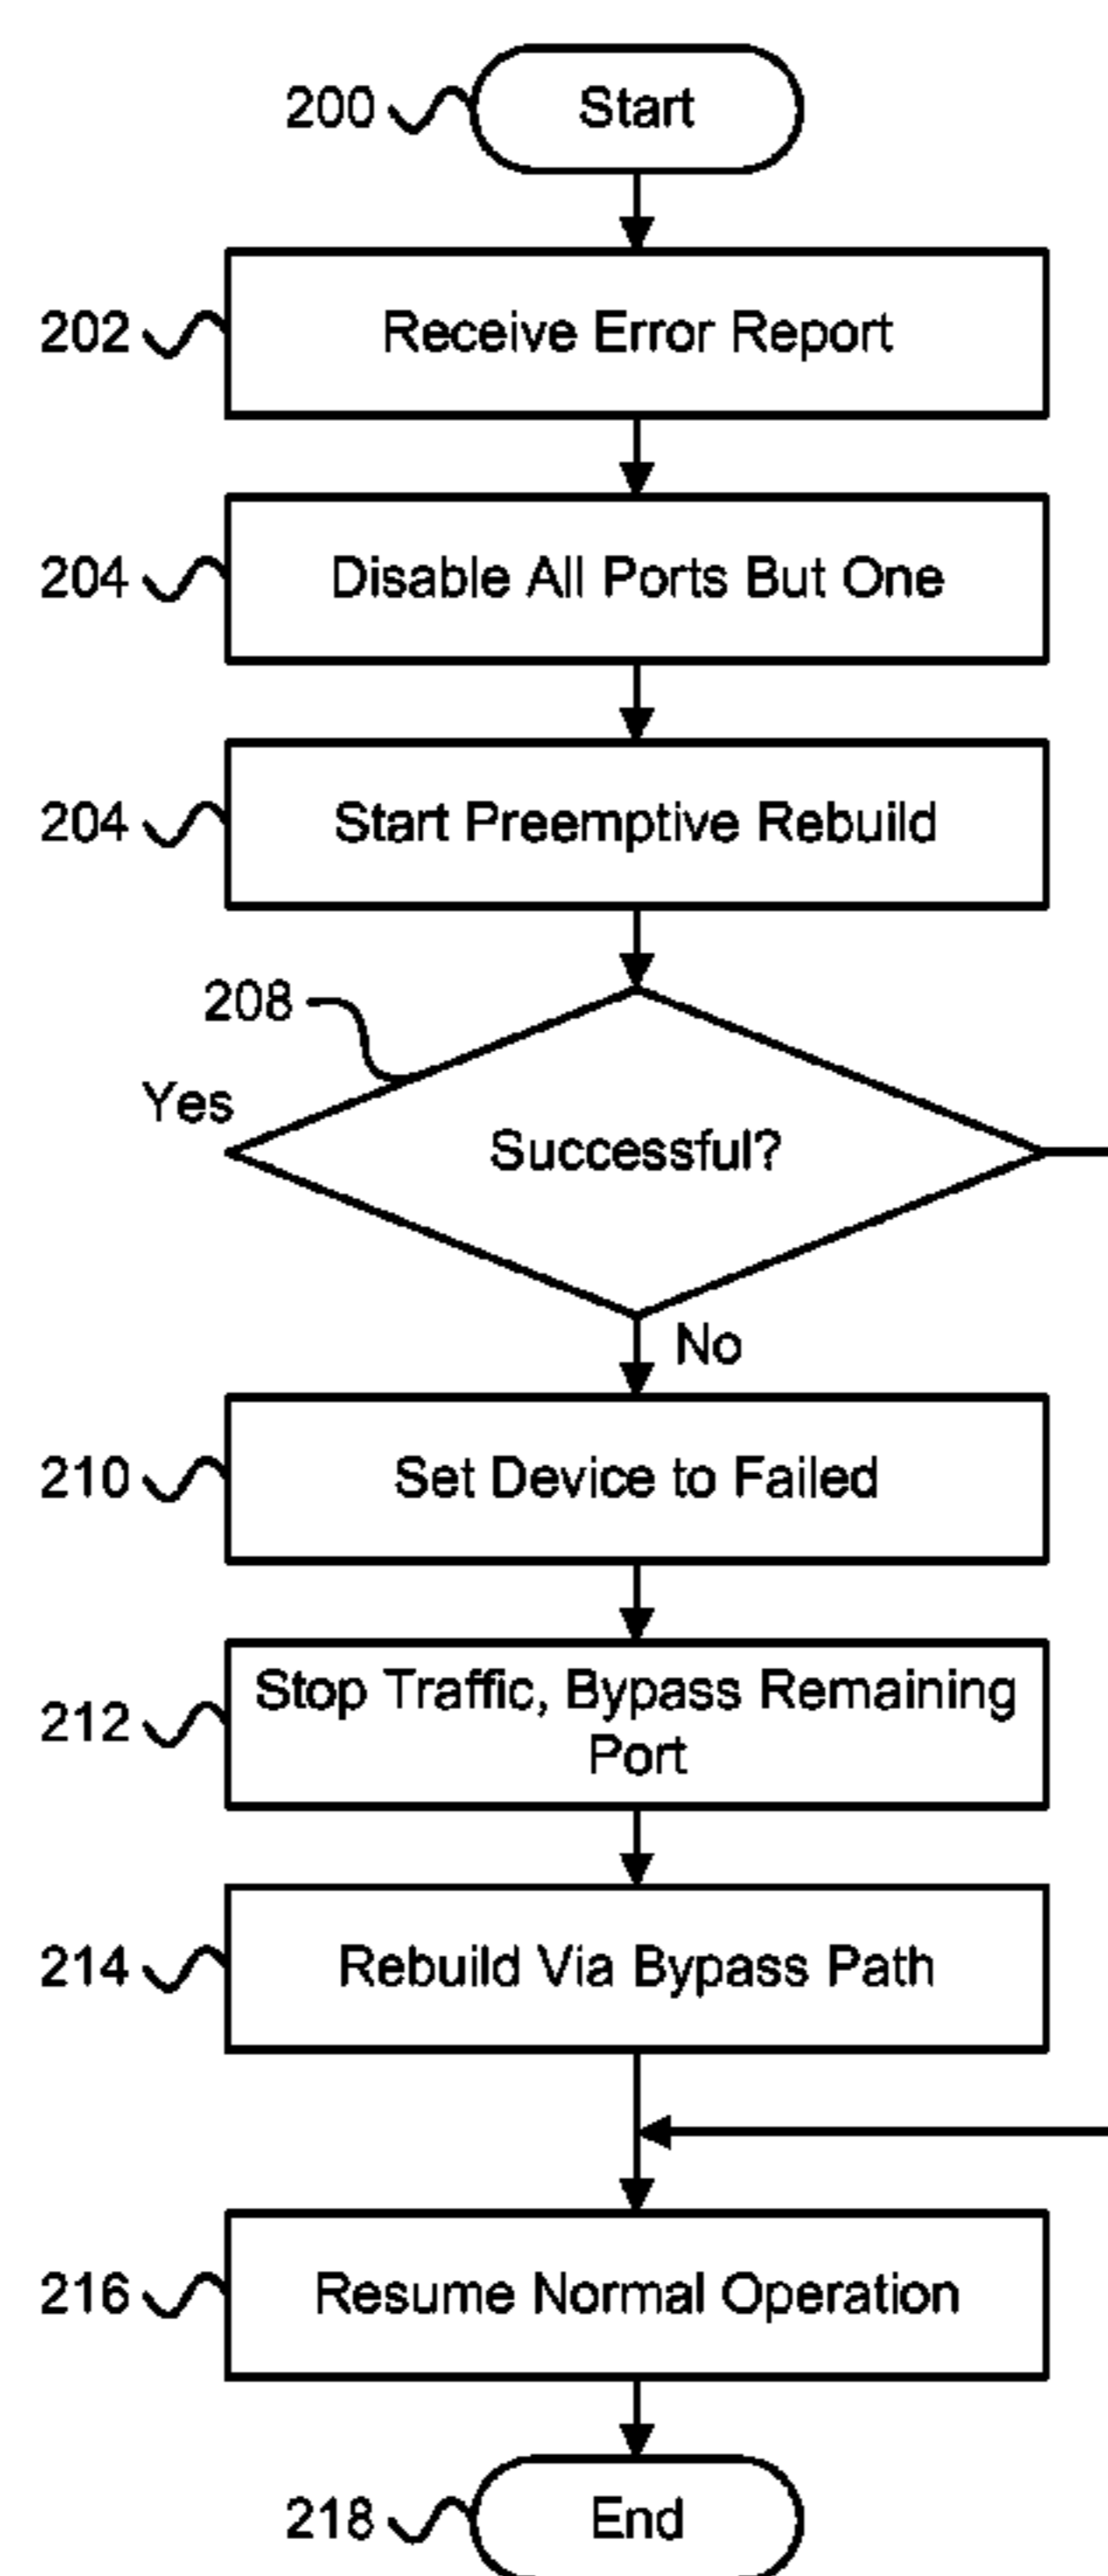 200 Start
202 Receive Error Report
204 Disable All Ports But One
204 Start Preemptive Rebuild
208
Yes
Successful?
No
210 Set Device to Failed
212 Stop Traffic, Bypass Remaining
Port
214 Rebuild Via Bypass Path
216 Resume Normal Operation
218 End